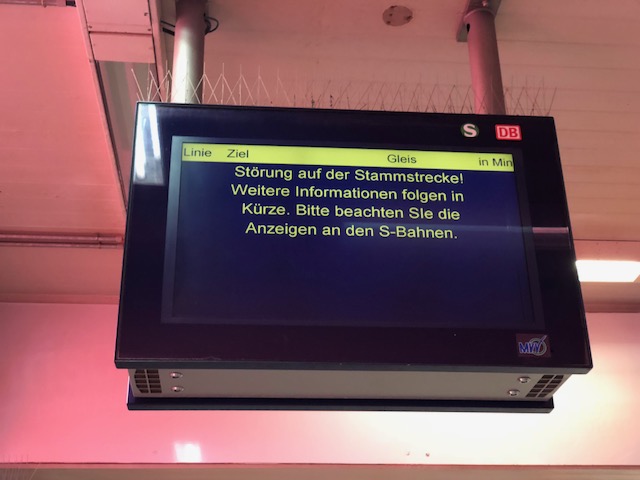 S DB
Linie Ziel Gleis in Min
Störung auf der Stammstrecke!
Weitere Informationen folgen in
Kürze. Bitte beachten SIe die
Anzeigen an den S-Bahnen.
MVV